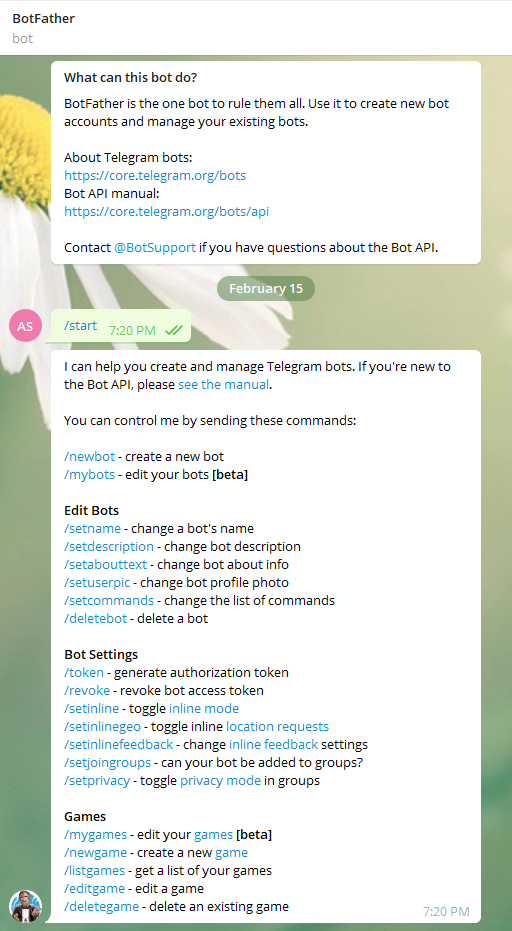 BotFather
bot
What can this bot do?
BotFather is the one bot to rule them all. Use it to create new bot
accounts and manage your existing bots.
About Telegram bots:
https://core.telegram.org/bots
Bot API manual:
https://core.telegram.org/bots/api
Contact @BotSupport if you have questions about the Bot API.
February 15
AS
/start 7:20 PM
I can help you create and manage Telegram bots. If you're new to
the Bot API, please see the manual.
You can control me by sending these commands:
/newbot - create a new bot
/mybots - edit your bots [beta]
Edit Bots
/setname - change a bot's name
/setdescription - change bot description
/setabouttext - change bot about info
/setuserpic - change bot profile photo
/setcommands - change the list of commands
/deletebot - delete a bot
Bot Settings
/token - generate authorization token
/revoke - revoke bot access token
/setinline - toggle inline mode
/setinlinegeo - toggle inline location requests
/setinlinefeedback - change inline feedback settings
/setjoingroups - can your bot be added to groups?
/setprivacy - toggle privacy mode in groups
Games
/mygames - edit your games [beta]
/newgame - create a new game
/listgames - get a list of your games
/editgame - edit a game
/deletegame - delete an existing game
7:20 PM